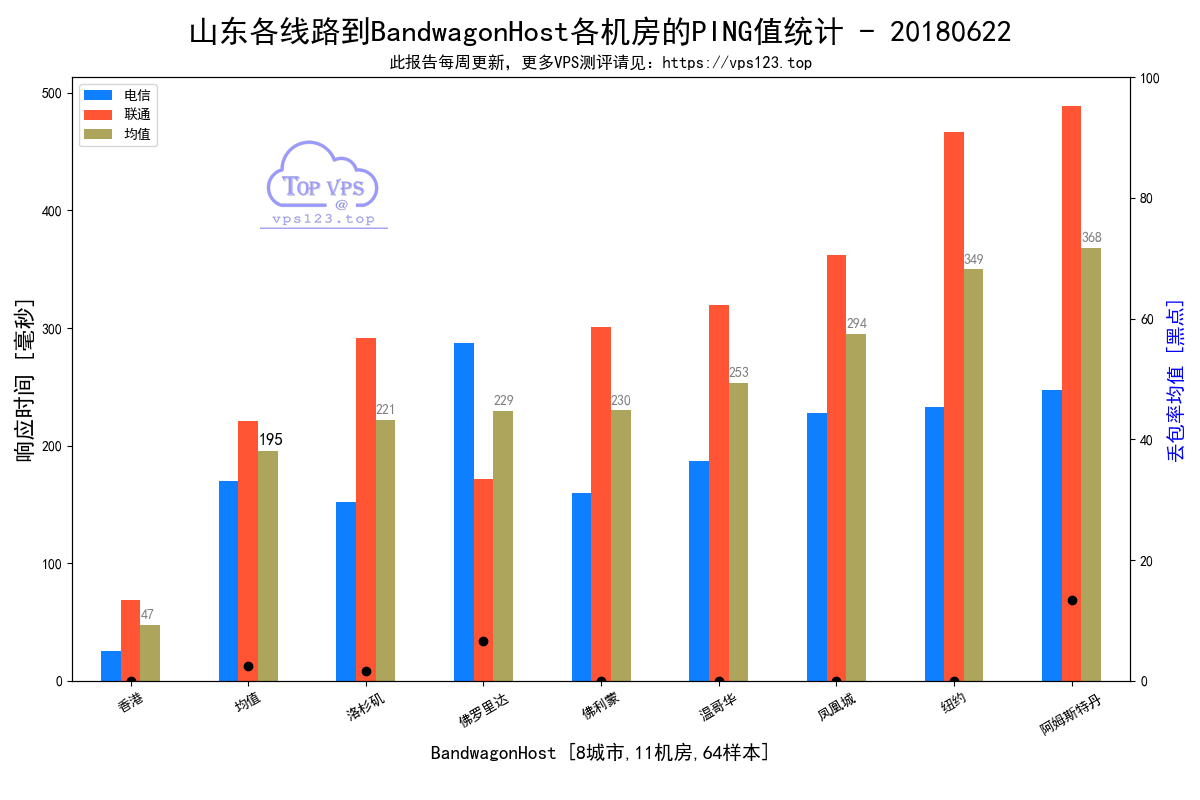 山东各线路到BandwagonHost各机房的PING值统计 - 20180622
此报告每周更新，更多VPS测评请见：https://vps123.top
电信
联通
均值
TOP VPS
@
vps123.top
响应时间 [毫秒]
500
400
300
200
100
0
47
195
221
229
230
253
294
349
368
100
80
60
40
20
0
丢包率均值 [黑点]
香港
均值
洛杉矶
佛罗里达
佛利蒙
温哥华
凤凰城
纽约
阿姆斯特丹
BandwagonHost [8城市,11机房,64样本]